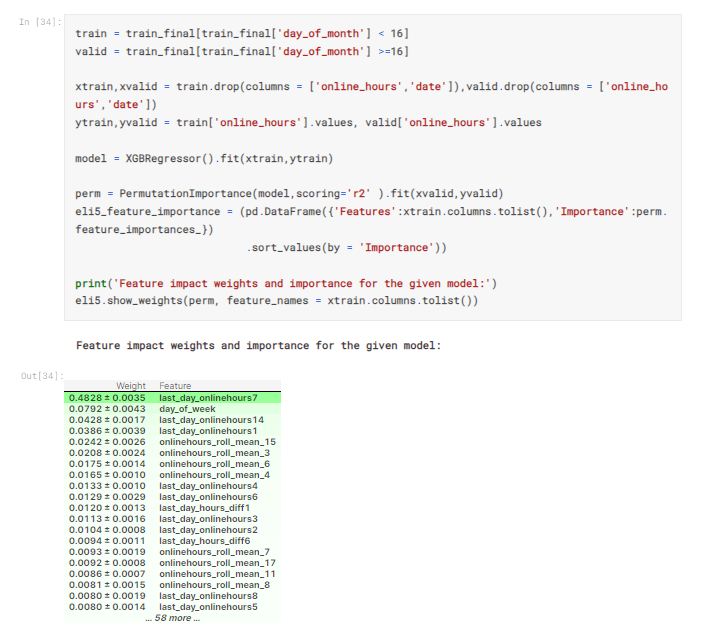 In [34]:
train = train_final[train_final['day_of_month'] < 16]
valid = train_final[train_final['day_of_month'] >=16]
xtrain,xvalid = train.drop(columns = ['online_hours','date']),valid.drop(columns = ['online_ho
urs','date'])
ytrain,yvalid = train['online_hours'].values, valid['online_hours'].values
model = XGBRegressor().fit(xtrain,ytrain)
perm = PermutationImportance(model,scoring='r2' ).fit(xvalid,yvalid)
eli5_feature_importance = (pd.DataFrame({'Features':xtrain.columns.tolist(),'Importance':perm.
feature_importances_})
.sort_values(by = 'Importance'))
print('Feature impact weights and importance for the given model:')
eli5.show_weights(perm, feature_names = xtrain.columns.tolist())
Feature impact weights and importance for the given model:
Out[34]:
Weight Feature
0.4828 ± 0.0035 last_day_onlinehours7
0.0792 ± 0.0043 day_of_week
0.0428 ± 0.0017 last_day_onlinehours14
0.0386 ± 0.0039 last_day_onlinehours1
0.0242 ± 0.0026 onlinehours_roll_mean_15
0.0208 ± 0.0024 onlinehours_roll_mean_3
0.0175 ± 0.0014 onlinehours_roll_mean_6
0.0165 ± 0.0010 onlinehours_roll_mean_4
0.0133 ± 0.0010 last_day_onlinehours4
0.0129 ± 0.0029 last_day_onlinehours6
0.0120 ± 0.0013 last_day_hours_diff1
0.0113 ± 0.0016 last_day_onlinehours3
0.0104 ± 0.0008 last_day_onlinehours2
0.0094 ± 0.0011 last_day_hours_diff6
0.0093 ± 0.0019 onlinehours_roll_mean_7
0.0092 ± 0.0008 onlinehours_roll_mean_17
0.0086 ± 0.0007 onlinehours_roll_mean_11
0.0081 ± 0.0015 onlinehours_roll_mean_8
0.0080 ± 0.0019 last_day_onlinehours8
0.0080 ± 0.0014 last_day_onlinehours5
... 58 more ...